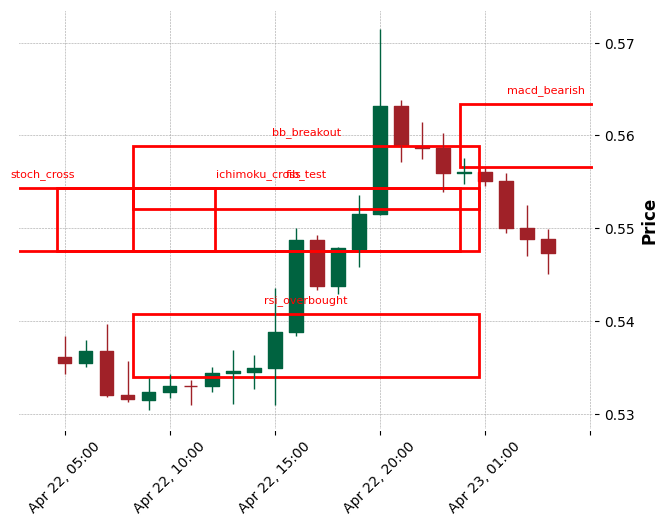 0.57
macd_bearish
0.56
bb_breakout
stoch_cross
ichimoku_cross
fib_test
0.55
Price
0.54
rsi_overbought
0.53
Apr 22, 05:00
Apr 22, 10:00
Apr 22, 15:00
Apr 22, 20:00
Apr 23, 01:00